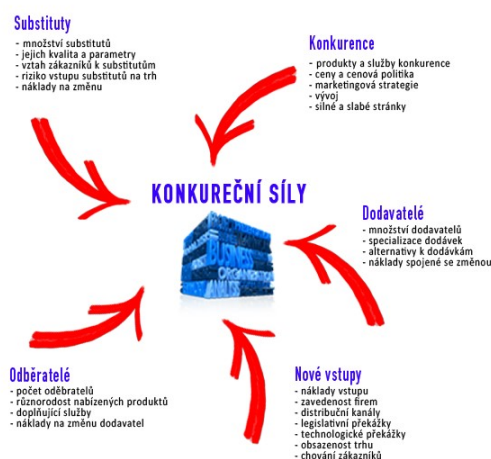 Substituty
- množství substitutů
- jejich kvalita a parametry
- vztah zákazníků k substitutům
- riziko vstupu substitutů na trh
- náklady na změnu
Konkurence
- produkty a služby konkurence
- ceny a cenová politika
- marketingová strategie
- vývoj
- silné a slabé stránky
KONKUREČNÍ SÍLY
BUSINESS
ORGANIZATION
ANALYSIS
Dodavatelé
- množství dodavatelů
- specializace dodávek
- alternativy k dodávkám
- náklady spojené se změnou
Odběratelé
- počet oděbratelů
- různorodost nabízených produktů
- doplňující služby
- náklady na změnu dodavatel
Nové vstupy
- náklady vstupu
- zavedenost firem
- distribuční kanály
- legislativní překážky
- technologické překážky
- obsazenost trhu
- chování zákazníků